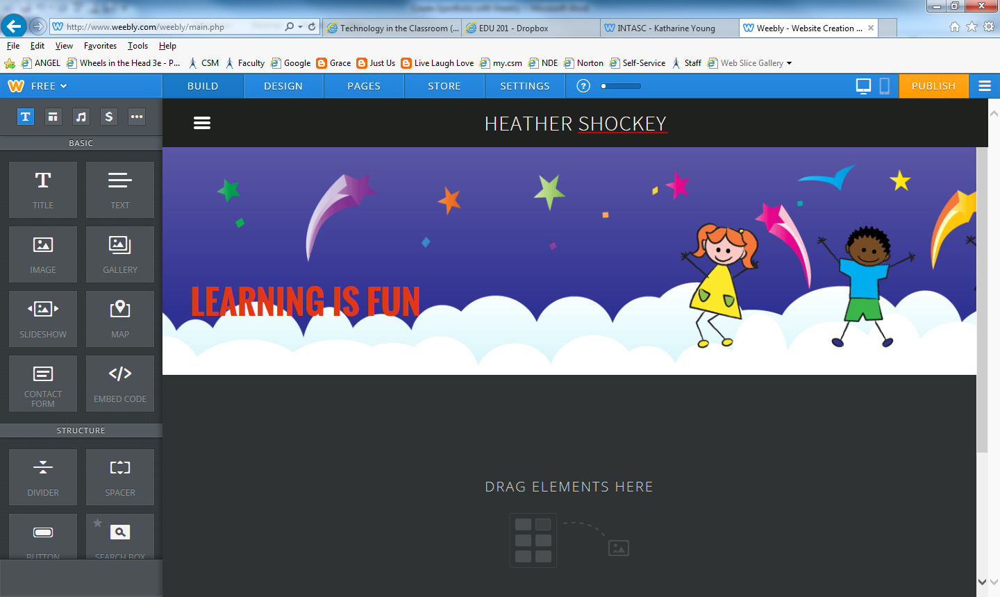 http://www.weebly.com/weebly/main.php
Technology in the Classroom (...
EDU 201 - Dropbox
INTASC - Katharine Young
Weebly - Website Creation ...
File Edit View Favorites Tools Help
ANGEL Wheels in the Head 3e - P... CSM Faculty Google Grace Just Us Live Laugh Love my.csm NDE Norton Self-Service Staff Web Slice Gallery
FREE BUILD DESIGN PAGES STORE SETTINGS ? PUBLISH
T $
BASIC
HEATHER SHOCKEY
TITLE TEXT
IMAGE GALLERY
SLIDESHOW MAP
CONTACT FORM EMBED CODE
LEARNING IS FUN
STRUCTURE
DIVIDER SPACER
BUTTON SEARCH BOX
DRAG ELEMENTS HERE